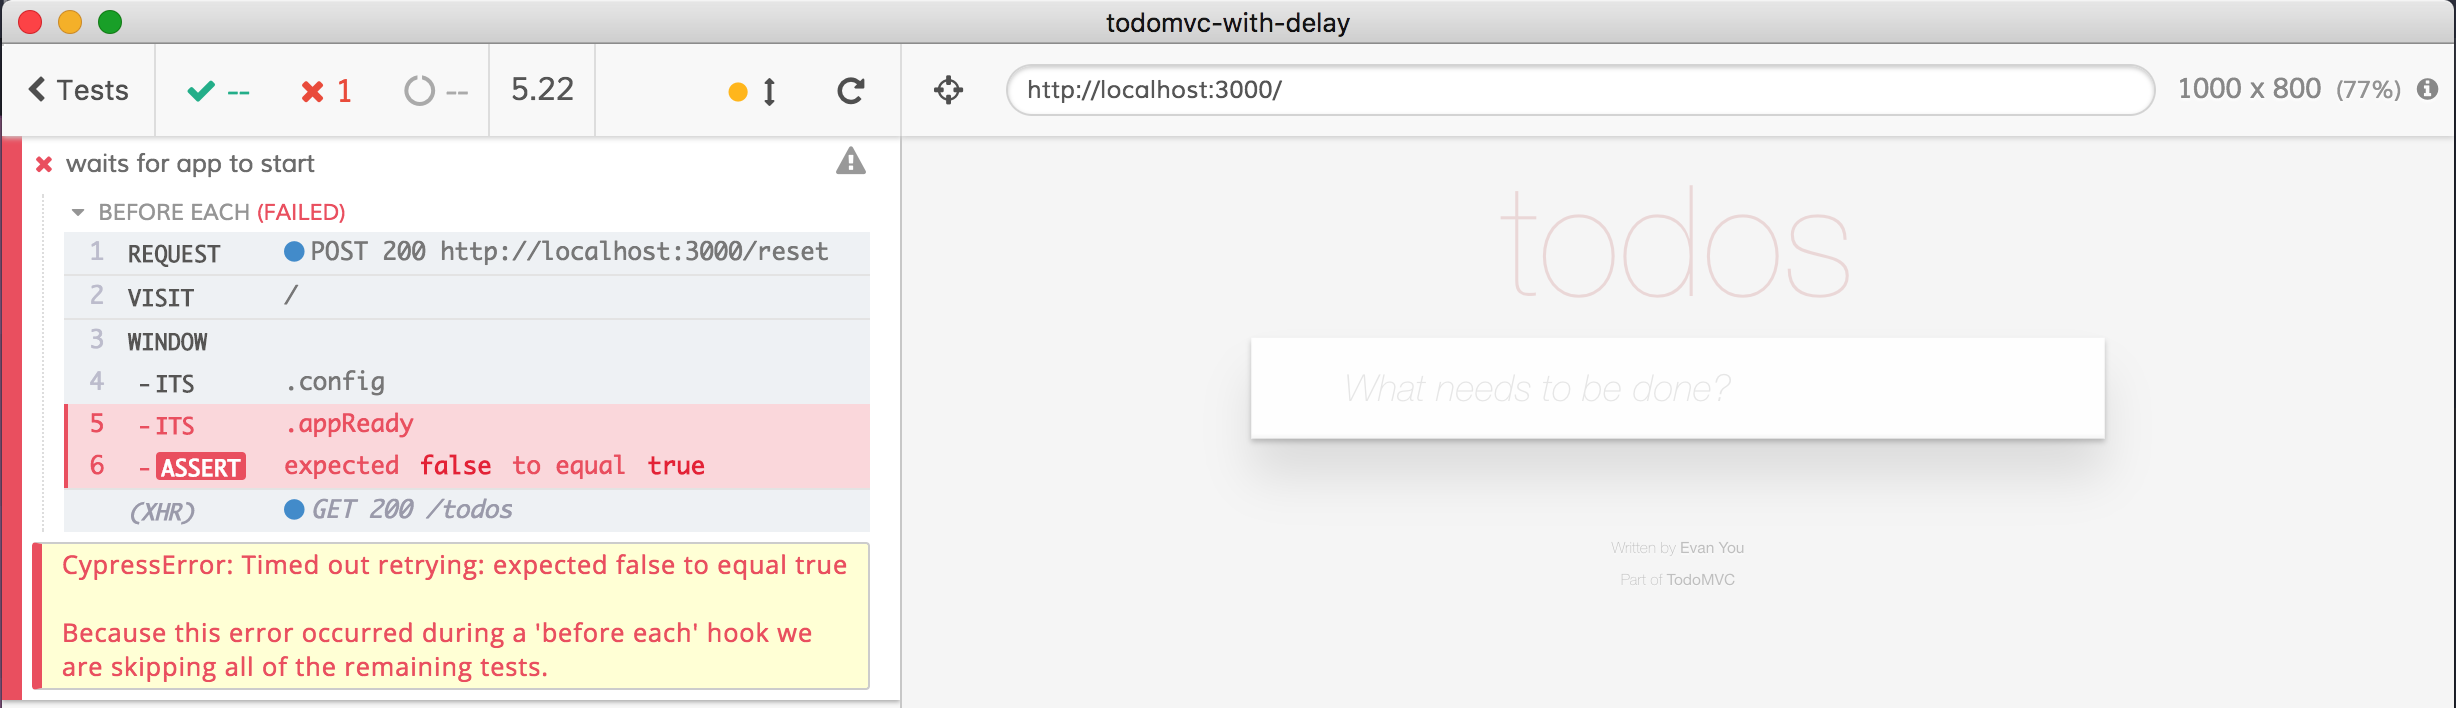 todomvc-with-delay
Tests -- 1 -- 5.22
http://localhost:3000/ 1000 x 800 (77%)
waits for app to start
BEFORE EACH (FAILED)
1 REQUEST POST 200 http://localhost:3000/reset
2 VISIT /
3 WINDOW
4 -ITS .config
5 -ITS .appReady
6 -ASSERT expected false to equal true
(XHR) GET 200 /todos
CypressError: Timed out retrying: expected false to equal true
Because this error occurred during a 'before each' hook we
are skipping all of the remaining tests.
todos
What needs to be done?
Written by Evan You
Part of TodoMVC